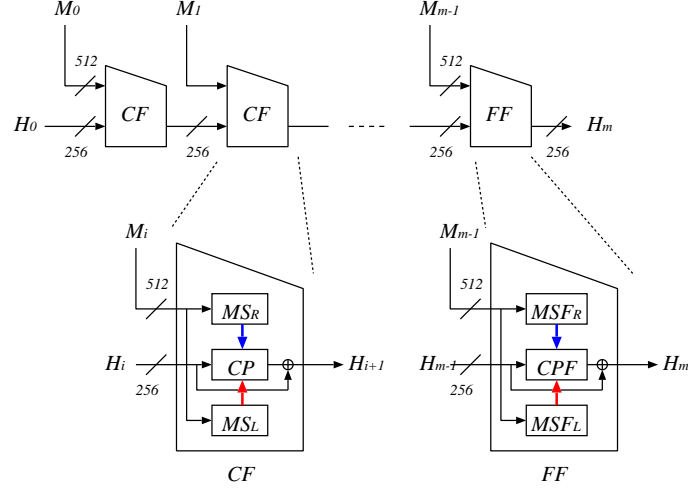 M0 M1 Mm-1
512 512
CF CF FF
H0 Hm
256 256 256 256
Mi Mm-1
512 512
MSR MSFR
Hi CP Hi+1 Hm-1 CPF Hm
256 256
MSL MSFL
CF FF